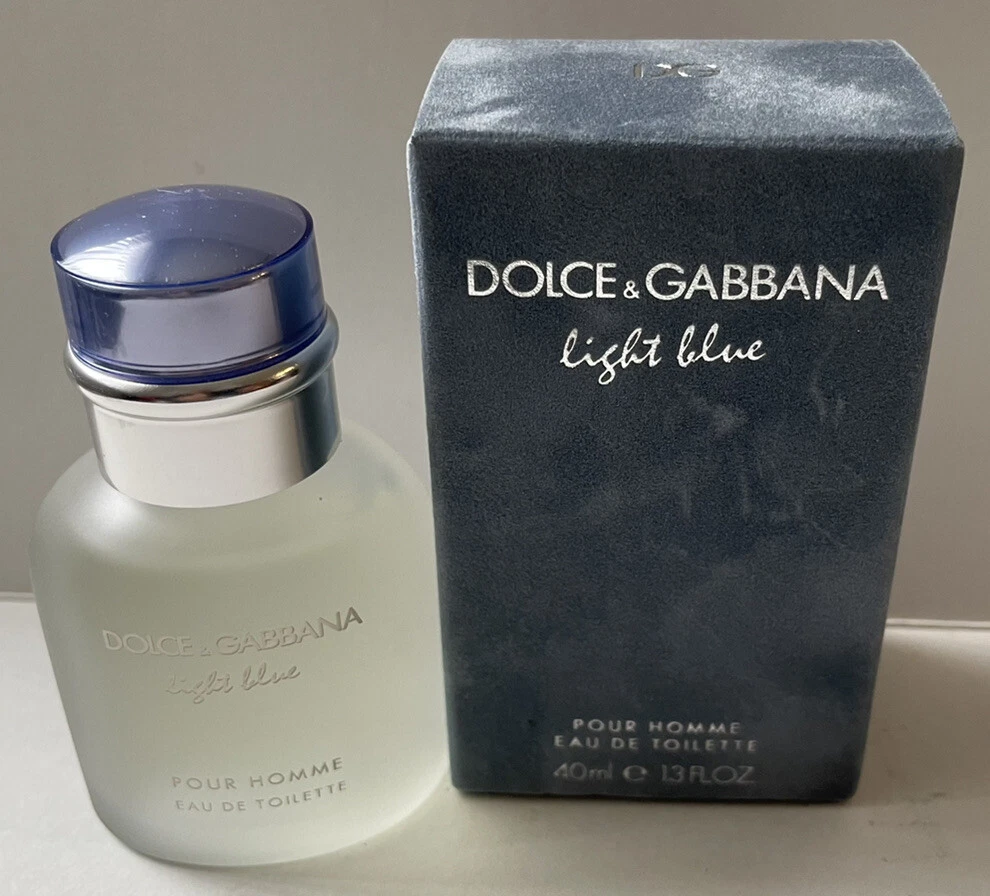 DG
DOLCE & GABBANA
light blue
POUR HOMME
EAU DE TOILETTE
40ml e 1.3 FL.OZ
DOLCE & GABBANA
light blue
POUR HOMME
EAU DE TOILETTE